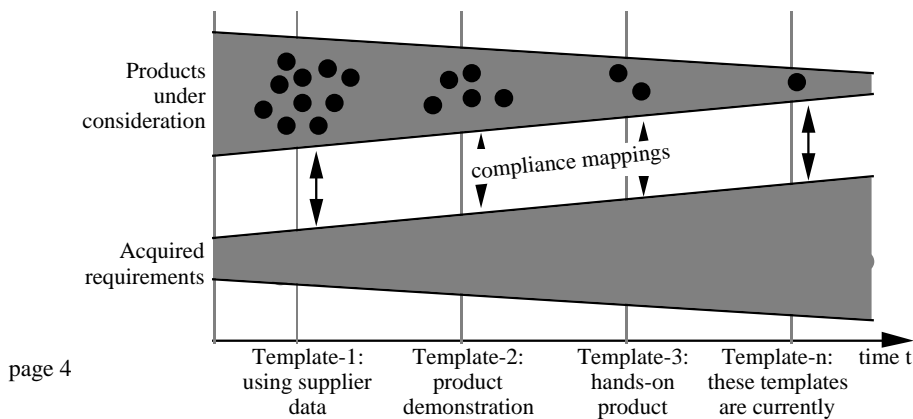 Products
under
consideration
compliance mappings
Acquired
requirements
Template-1:
using supplier
data
Template-2:
product
demonstration
Template-3:
hands-on
product
Template-n:
these templates
are currently
time t
page 4